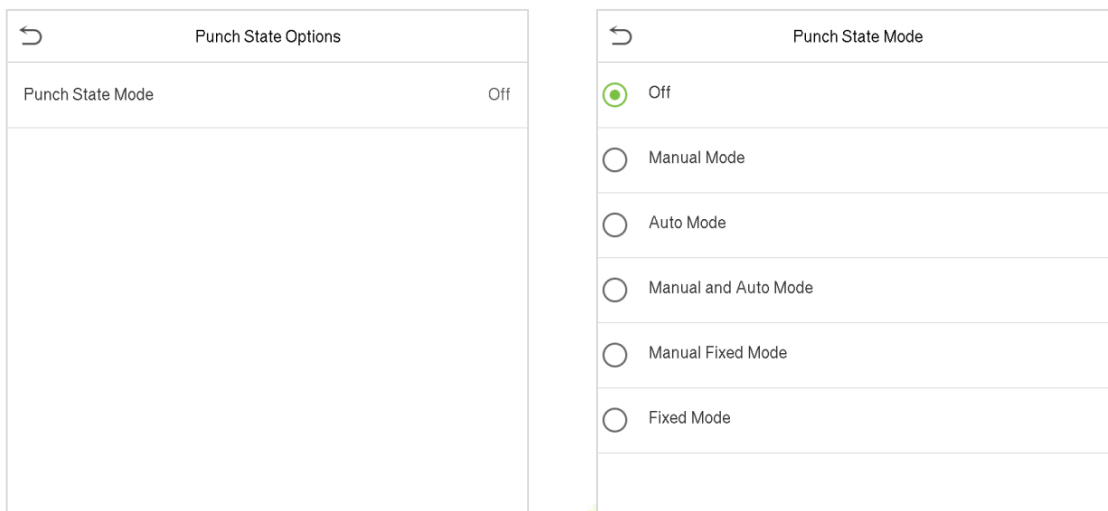 Punch State Options
Punch State Mode Off
Punch State Mode
Off
Manual Mode
Auto Mode
Manual and Auto Mode
Manual Fixed Mode
Fixed Mode